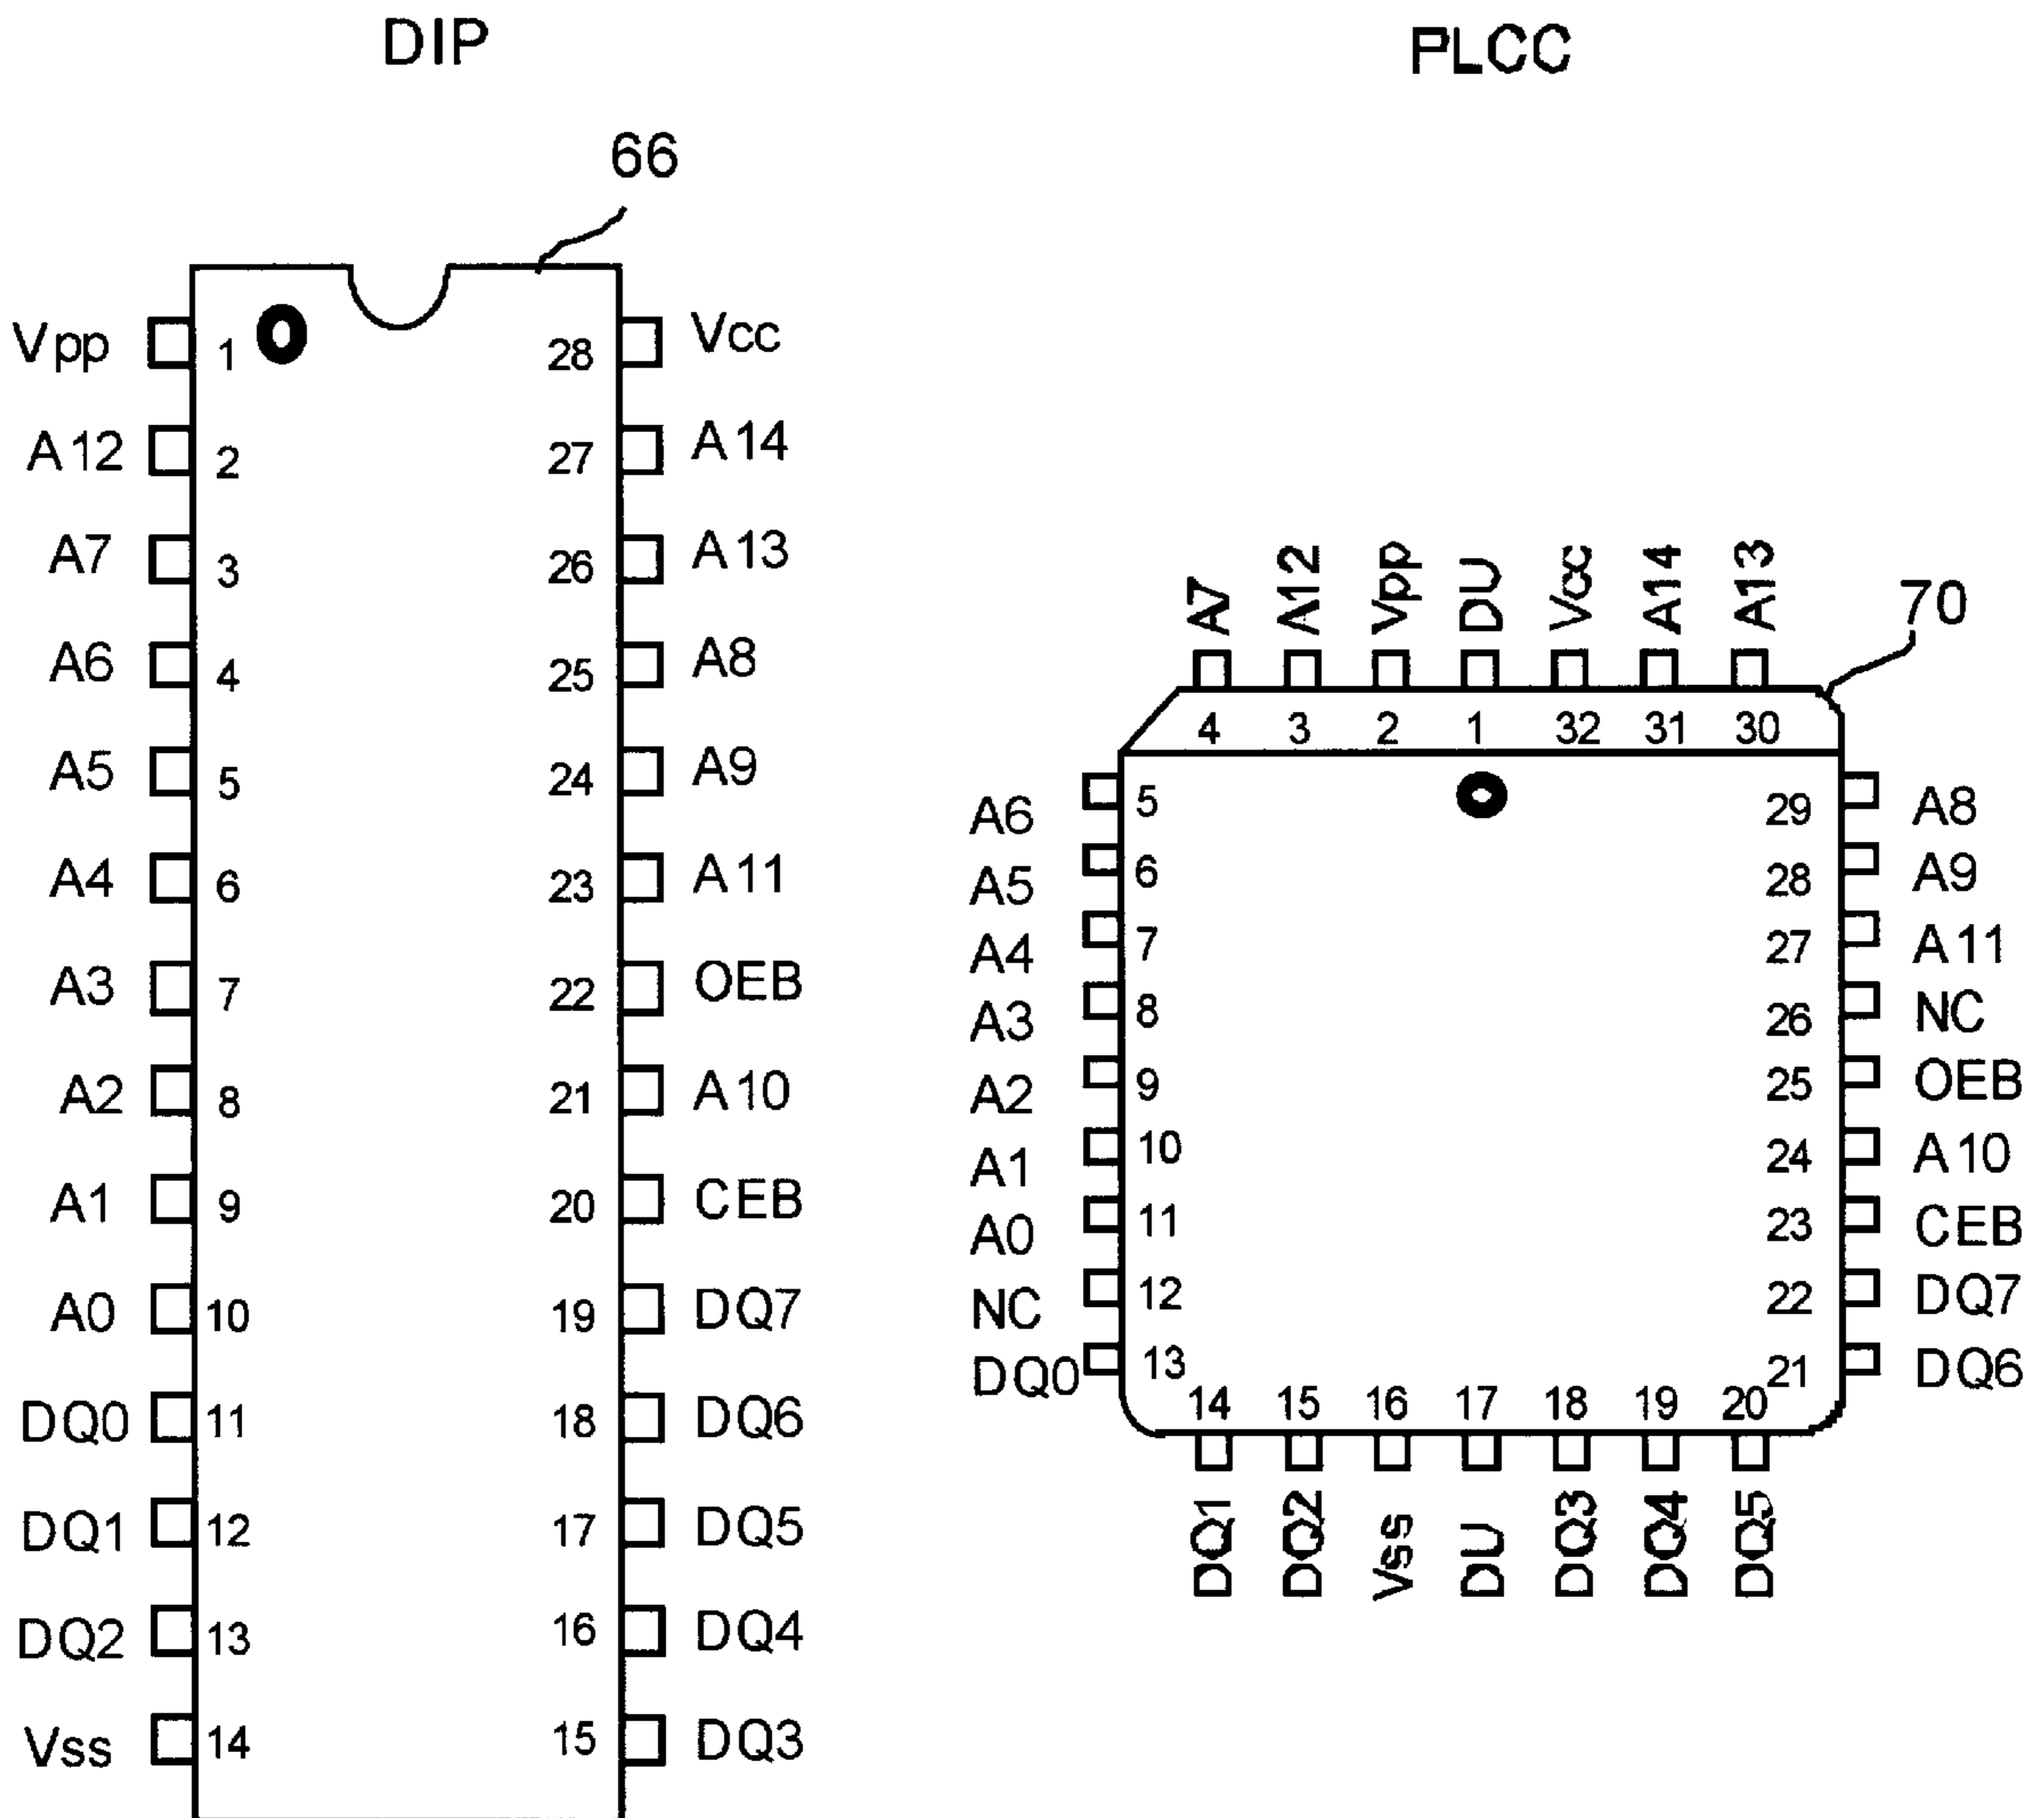 DIP
66
Vpp 1 28 Vcc
A12 2 27 A14
A7 3 26 A13
A6 4 25 A8
A5 5 24 A9
A4 6 23 A11
A3 7 22 OEB
A2 8 21 A10
A1 9 20 CEB
A0 10 19 DQ7
DQ0 11 18 DQ6
DQ1 12 17 DQ5
DQ2 13 16 DQ4
Vss 14 15 DQ3
PLCC
70
A7 A12 Vpp DU Vcc A14 A13
4 3 2 1 32 31 30
A6 5 29 A8
A5 6 28 A9
A4 7 27 A11
A3 8 26 NC
A2 9 25 OEB
A1 10 24 A10
A0 11 23 CEB
NC 12 22 DQ7
DQ0 13 21 DQ6
14 15 16 17 18 19 20
DQ1 DQ2 Vss DU DQ3 DQ4 DQ5